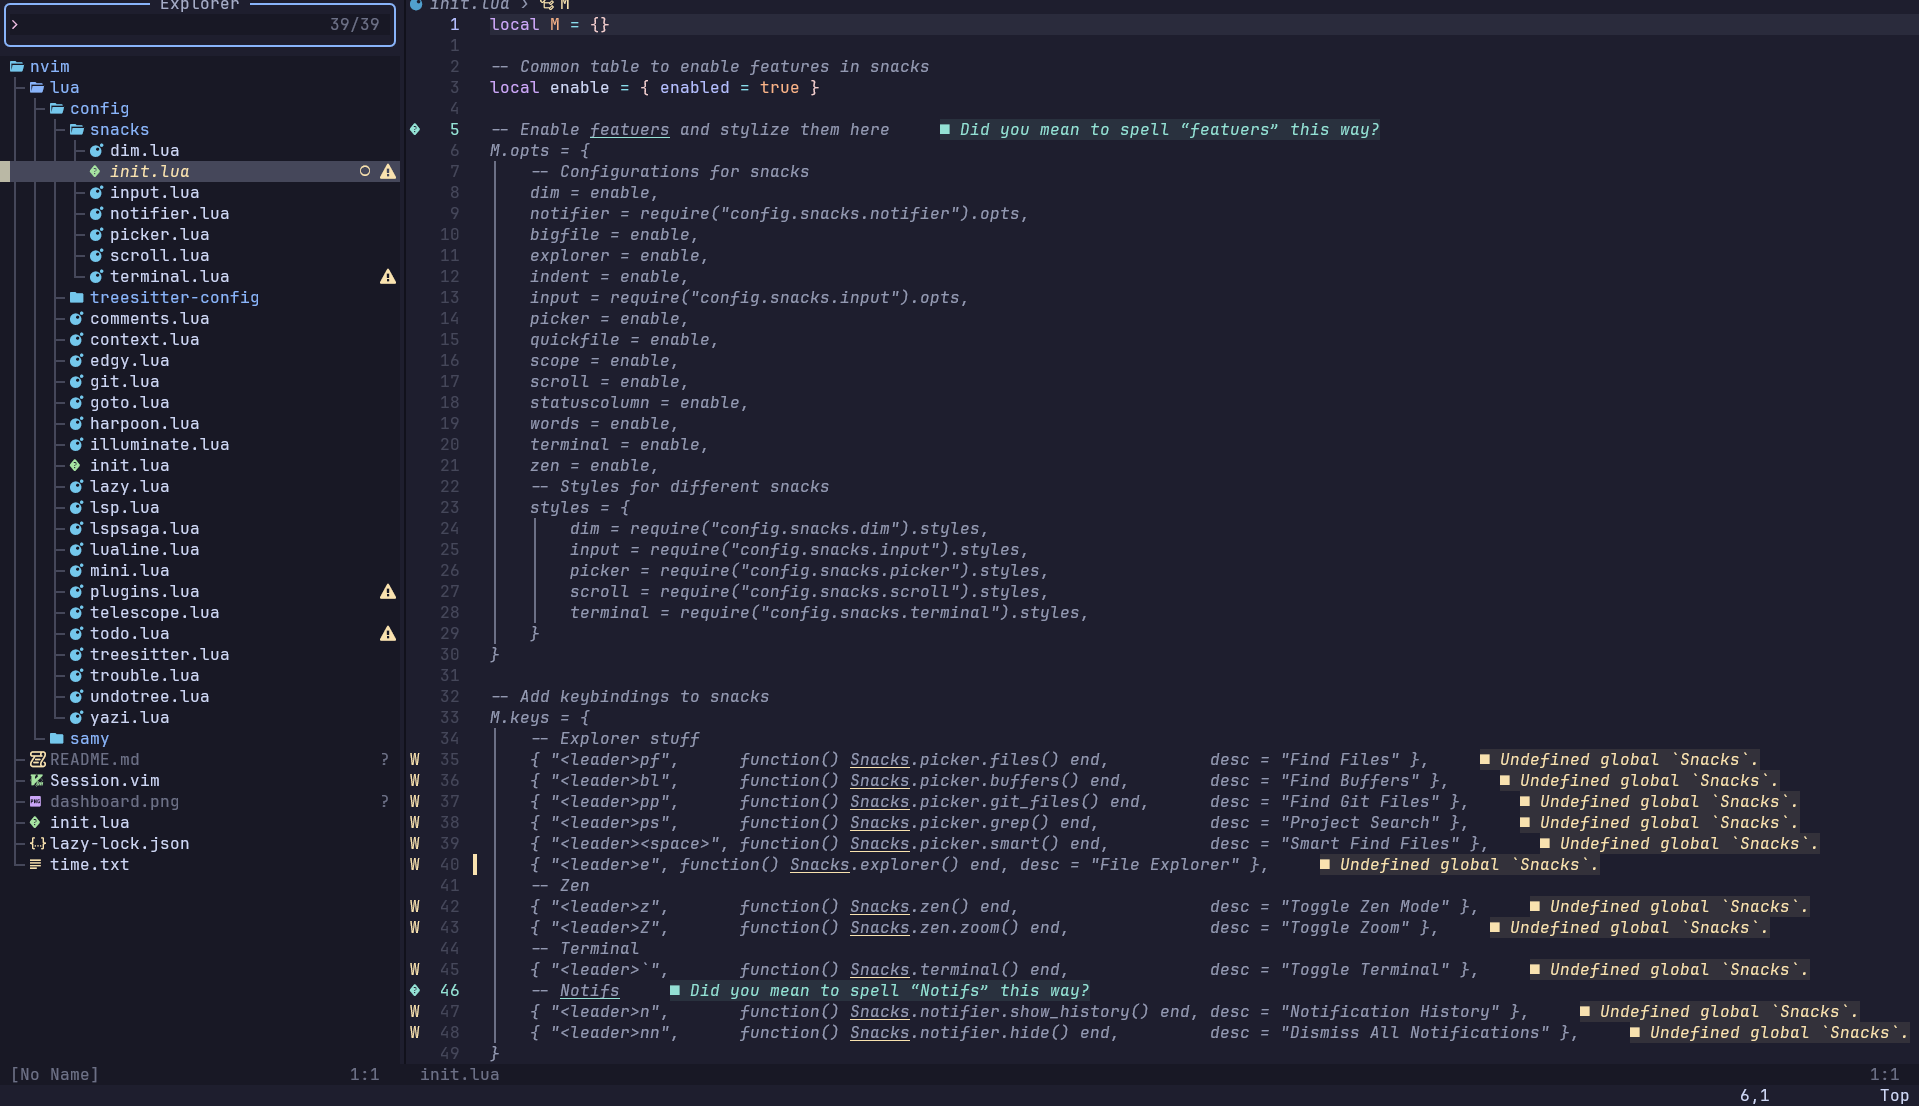 Explorer
> 39/39
nvim
lua
config
snacks
dim.lua
init.lua
input.lua
notifier.lua
picker.lua
scroll.lua
terminal.lua
treesitter-config
comments.lua
context.lua
edgy.lua
git.lua
goto.lua
harpoon.lua
illuminate.lua
init.lua
lazy.lua
lsp.lua
lspsaga.lua
lualine.lua
mini.lua
plugins.lua
telescope.lua
todo.lua
treesitter.lua
trouble.lua
undotree.lua
yazi.lua
samy
README.md ?
Session.vim
dashboard.png ?
init.lua
lazy-lock.json
time.txt
[No Name] 1:1
init.lua > M
1 local M = {}
1
2 -- Common table to enable features in snacks
3 local enable = { enabled = true }
4
5 -- Enable featuers and stylize them here ■ Did you mean to spell “featuers” this way?
6 M.opts = {
7 -- Configurations for snacks
8 dim = enable,
9 notifier = require("config.snacks.notifier").opts,
10 bigfile = enable,
11 explorer = enable,
12 indent = enable,
13 input = require("config.snacks.input").opts,
14 picker = enable,
15 quickfile = enable,
16 scope = enable,
17 scroll = enable,
18 statuscolumn = enable,
19 words = enable,
20 terminal = enable,
21 zen = enable,
22 -- Styles for different snacks
23 styles = {
24 dim = require("config.snacks.dim").styles,
25 input = require("config.snacks.input").styles,
26 picker = require("config.snacks.picker").styles,
27 scroll = require("config.snacks.scroll").styles,
28 terminal = require("config.snacks.terminal").styles,
29 }
30 }
31
32 -- Add keybindings to snacks
33 M.keys = {
34 -- Explorer stuff
W 35 { "<leader>pf", function() Snacks.picker.files() end, desc = "Find Files" }, ■ Undefined global `Snacks`.
W 36 { "<leader>bl", function() Snacks.picker.buffers() end, desc = "Find Buffers" }, ■ Undefined global `Snacks`.
W 37 { "<leader>pp", function() Snacks.picker.git_files() end, desc = "Find Git Files" }, ■ Undefined global `Snacks`.
W 38 { "<leader>ps", function() Snacks.picker.grep() end, desc = "Project Search" }, ■ Undefined global `Snacks`.
W 39 { "<leader><space>", function() Snacks.picker.smart() end, desc = "Smart Find Files" }, ■ Undefined global `Snacks`.
W 40 { "<leader>e", function() Snacks.explorer() end, desc = "File Explorer" }, ■ Undefined global `Snacks`.
41 -- Zen
W 42 { "<leader>z", function() Snacks.zen() end, desc = "Toggle Zen Mode" }, ■ Undefined global `Snacks`.
W 43 { "<leader>Z", function() Snacks.zen.zoom() end, desc = "Toggle Zoom" }, ■ Undefined global `Snacks`.
44 -- Terminal
W 45 { "<leader>`", function() Snacks.terminal() end, desc = "Toggle Terminal" }, ■ Undefined global `Snacks`.
46 -- Notifs ■ Did you mean to spell “Notifs” this way?
W 47 { "<leader>n", function() Snacks.notifier.show_history() end, desc = "Notification History" }, ■ Undefined global `Snacks`.
W 48 { "<leader>nn", function() Snacks.notifier.hide() end, desc = "Dismiss All Notifications" }, ■ Undefined global `Snacks`.
49 }
init.lua 1:1
6,1 Top